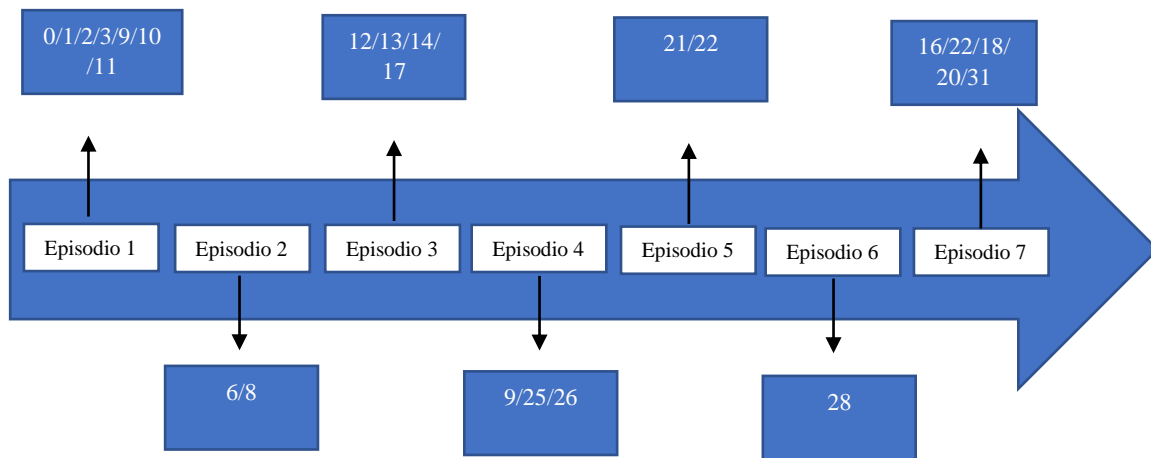 0/1/2/3/9/10
/11
12/13/14/
17
21/22
16/22/18/
20/31
Episodio 1
Episodio 2
Episodio 3
Episodio 4
Episodio 5
Episodio 6
Episodio 7
6/8
9/25/26
28